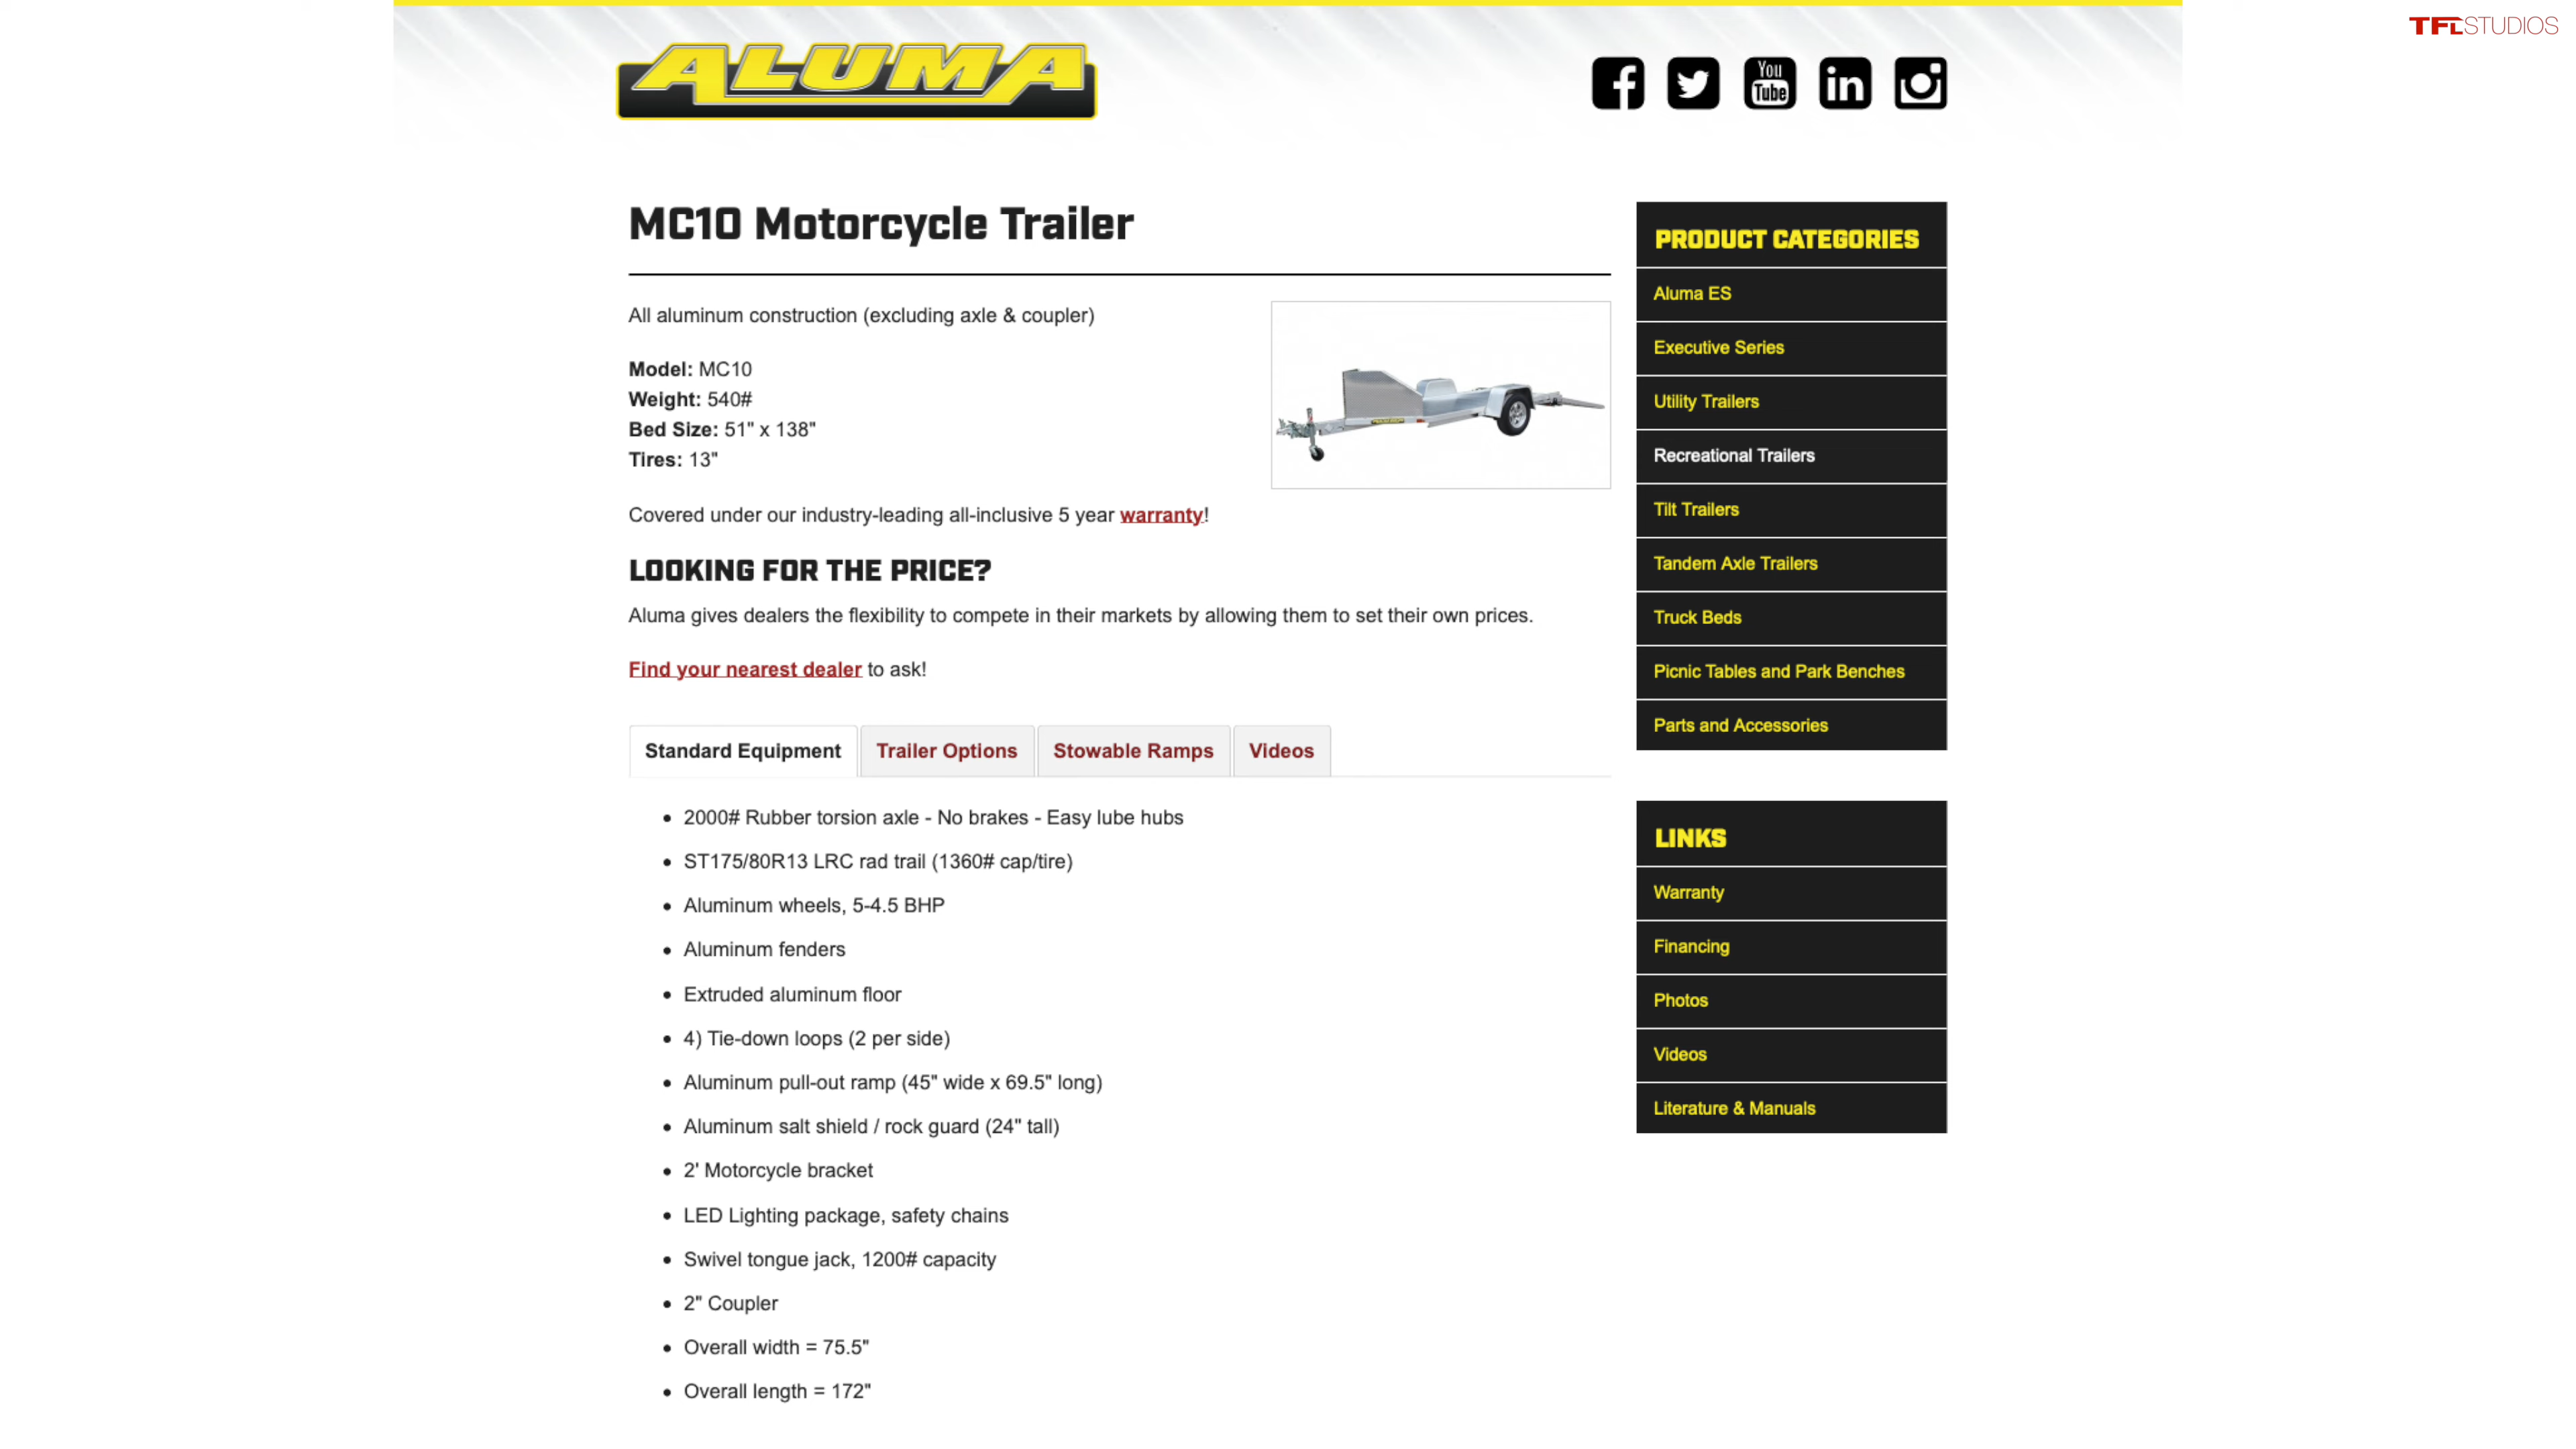 TFLSTUDIOS
ALUMA
You
Tube
in
MC10 Motorcycle Trailer
All aluminum construction (excluding axle & coupler)
Model: MC10
Weight: 540#
Bed Size: 51" x 138"
Tires: 13"
Covered under our industry-leading all-inclusive 5 year warranty!
LOOKING FOR THE PRICE?
Aluma gives dealers the flexibility to compete in their markets by allowing them to set their own prices.
Find your nearest dealer to ask!
Standard Equipment
Trailer Options
Stowable Ramps
Videos
• 2000# Rubber torsion axle - No brakes - Easy lube hubs
• ST175/80R13 LRC rad trail (1360# cap/tire)
• Aluminum wheels, 5-4.5 BHP
• Aluminum fenders
• Extruded aluminum floor
• 4) Tie-down loops (2 per side)
• Aluminum pull-out ramp (45" wide x 69.5" long)
• Aluminum salt shield / rock guard (24" tall)
• 2' Motorcycle bracket
• LED Lighting package, safety chains
• Swivel tongue jack, 1200# capacity
• 2" Coupler
• Overall width = 75.5"
• Overall length = 172"
PRODUCT CATEGORIES
Aluma ES
Executive Series
Utility Trailers
Recreational Trailers
Tilt Trailers
Tandem Axle Trailers
Truck Beds
Picnic Tables and Park Benches
Parts and Accessories
LINKS
Warranty
Financing
Photos
Videos
Literature & Manuals